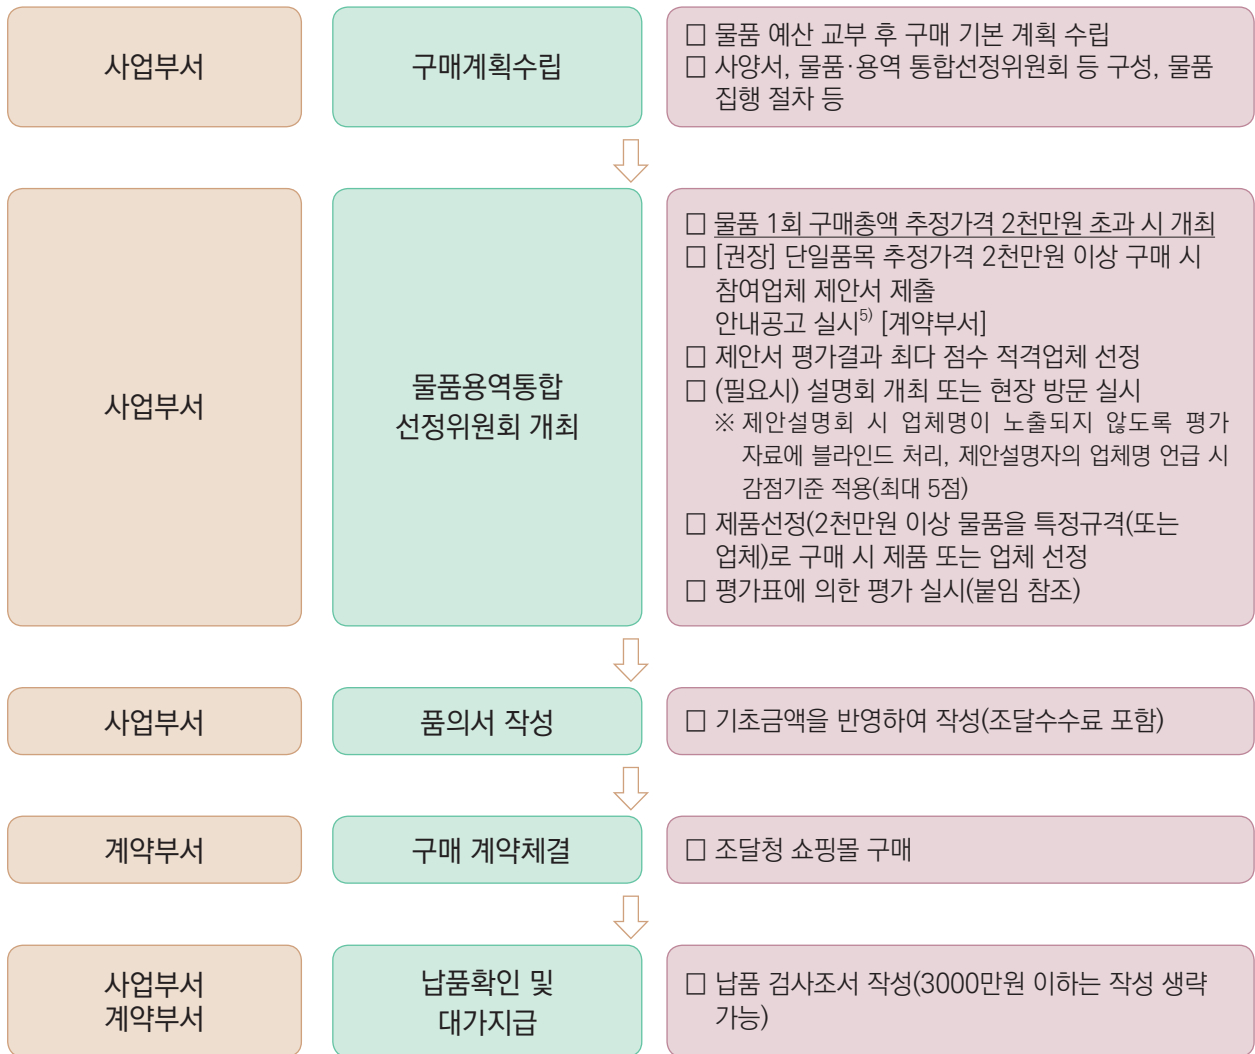 사업부서
구매계획수립
□ 물품 예산 교부 후 구매 기본 계획 수립
□ 사양서, 물품·용역 통합선정위원회 등 구성, 물품
집행 절차 등
사업부서
물품용역통합
선정위원회 개최
□ 물품 1회 구매총액 추정가격 2천만원 초과 시 개최
□ [권장] 단일품목 추정가격 2천만원 이상 구매 시
참여업체 제안서 제출
안내공고 실시5) [계약부서]
□ 제안서 평가결과 최다 점수 적격업체 선정
□ (필요시) 설명회 개최 또는 현장 방문 실시
※ 제안설명회 시 업체명이 노출되지 않도록 평가
자료에 블라인드 처리, 제안설명자의 업체명 언급 시
감점기준 적용(최대 5점)
□ 제품선정(2천만원 이상 물품을 특정규격(또는
업체)로 구매 시 제품 또는 업체 선정
□ 평가표에 의한 평가 실시(붙임 참조)
사업부서
품의서 작성
□ 기초금액을 반영하여 작성(조달수수료 포함)
계약부서
구매 계약체결
□ 조달청 쇼핑몰 구매
사업부서
계약부서
납품확인 및
대가지급
□ 납품 검사조서 작성(3000만원 이하는 작성 생략
가능)